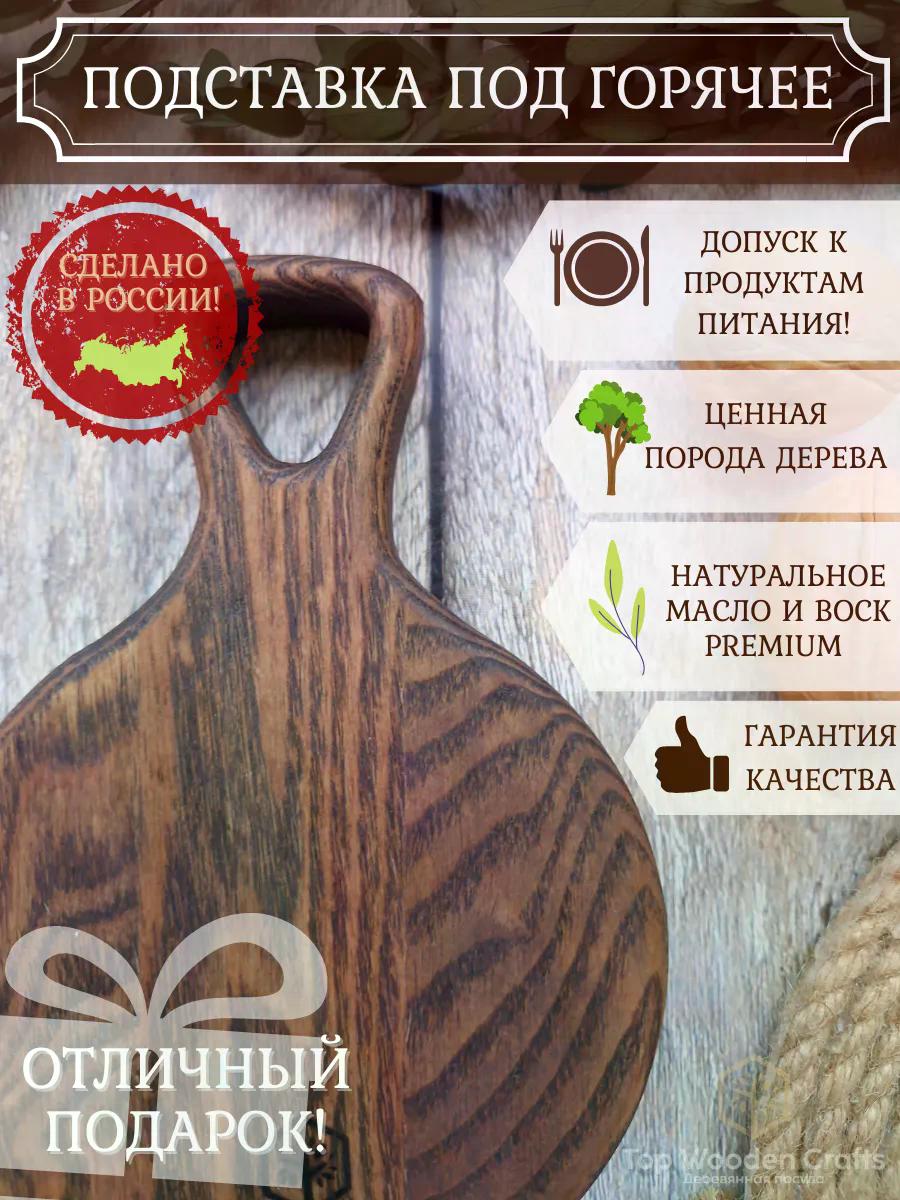 ПОДСТАВКА ПОД ГОРЯЧЕЕ
СДЕЛАНО
В РОССИИ!
ДОПУСК К
ПРОДУКТАМ
ПИТАНИЯ!
ЦЕННАЯ
ПОРОДА ДЕРЕВА
НАТУРАЛЬНОЕ
МАСЛО И ВОСК
PREMIUM
ГАРАНТИЯ
КАЧЕСТВА
ОТЛИЧНЫЙ
ПОДАРОК!
Top Wooden Crafts
Деревянная посуда